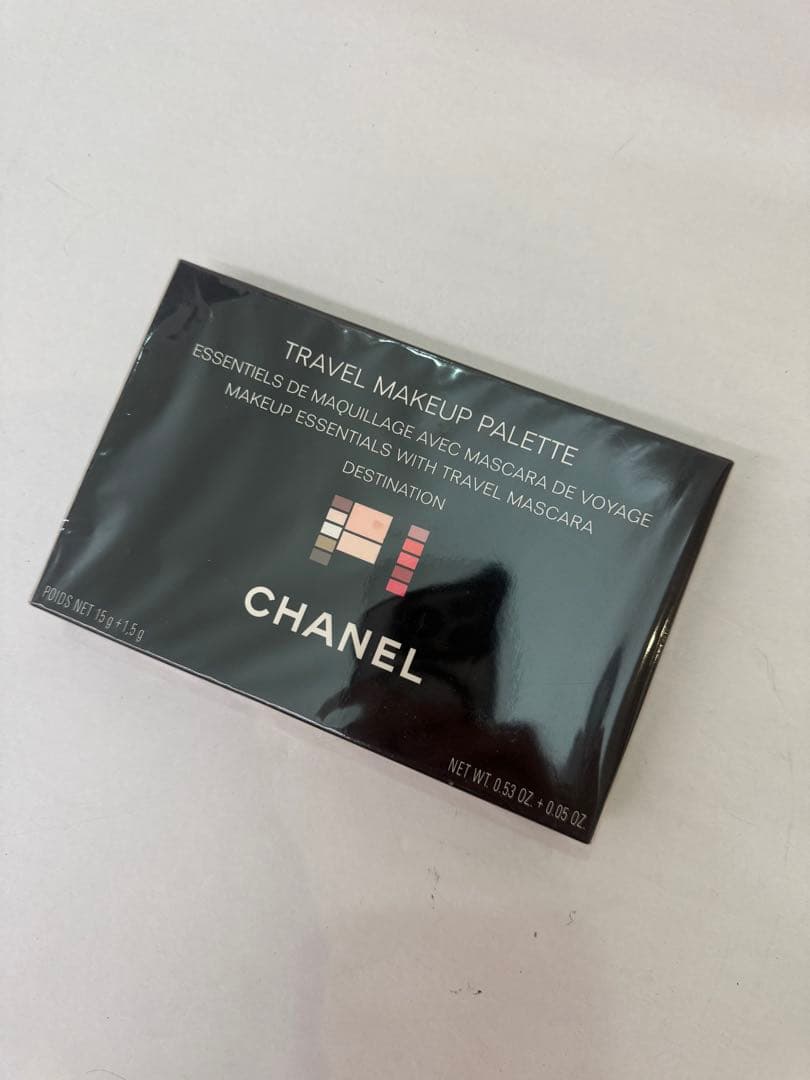 TRAVEL MAKEUP PALETTE
ESSENTIELS DE MAQUILLAGE AVEC MASCARA DE VOYAGE
MAKEUP ESSENTIALS WITH TRAVEL MASCARA
DESTINATION
CHANEL
POIDS NET 15 g + 1,5 g
NET WT. 0.53 OZ. + 0.05 OZ.